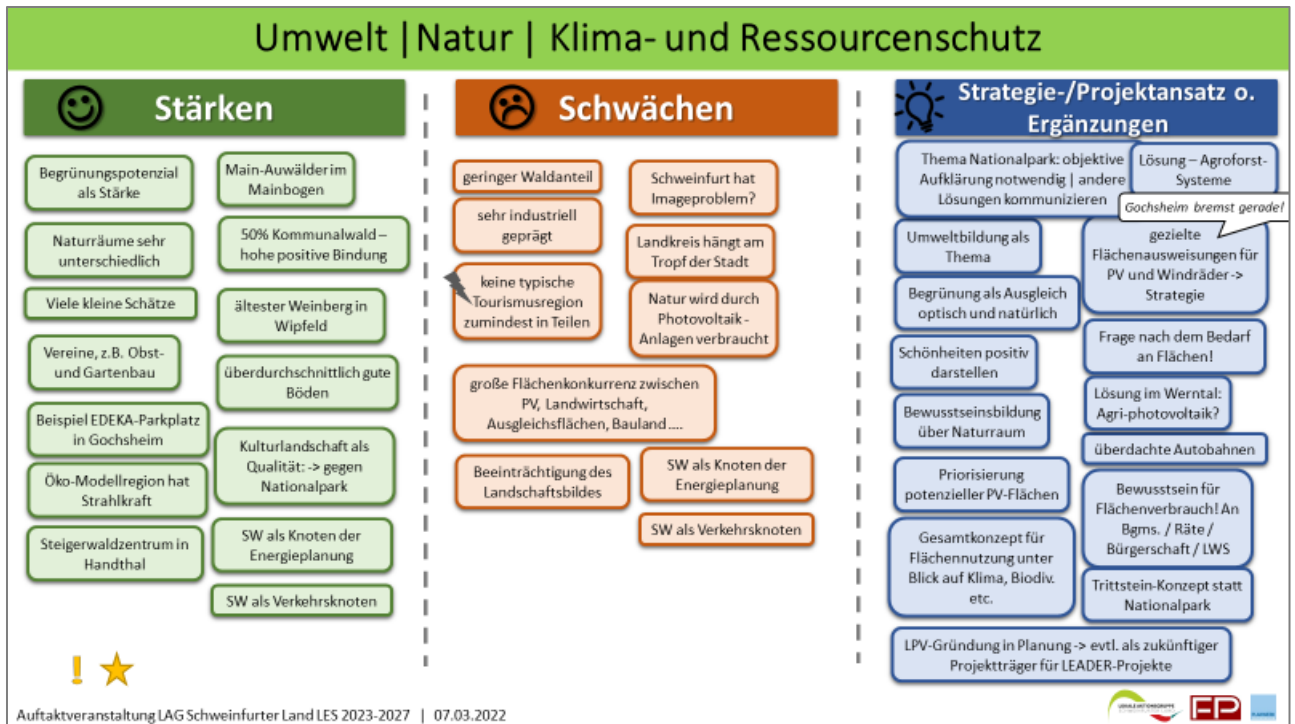 Umwelt | Natur | Klima- und Ressourcenschutz
Stärken
Begrünungspotenzial
als Stärke
Naturräume sehr
unterschiedlich
Viele kleine Schätze
Vereine, z.B. Obst-
und Gartenbau
Beispiel EDEKA-Parkplatz
in Gochsheim
Öko-Modellregion hat
Strahlkraft
Steigerwaldzentrum in
Handthal
Main-Auwälder im
Mainbogen
50% Kommunalwald –
hohe positive Bindung
ältester Weinberg in
Wipfeld
überdurchschnittlich gute
Böden
Kulturlandschaft als
Qualität: -> gegen
Nationalpark
SW als Knoten der
Energieplanung
SW als Verkehrsknoten
Schwächen
geringer Waldanteil
sehr industriell
geprägt
keine typische
Tourismusregion
zumindest in Teilen
Schweinfurt hat
Imageproblem?
Landkreis hängt am
Tropf der Stadt
Natur wird durch
Photovoltaik -
Anlagen verbraucht
große Flächenkonkurrenz zwischen
PV, Landwirtschaft,
Ausgleichsflächen, Bauland .....
Beeinträchtigung des
Landschaftsbildes
SW als Knoten der
Energieplanung
SW als Verkehrsknoten
Strategie-/Projektansatz o.
Ergänzungen
Thema Nationalpark: objektive
Aufklärung notwendig | andere
Lösungen kommunizieren
Lösung – Agroforst-
Systeme
Gochsheim bremst gerade!
Umweltbildung als
Thema
Begrünung als Ausgleich
optisch und natürlich
Schönheiten positiv
darstellen
Bewusstseinsbildung
über Naturraum
Priorisierung
potenzieller PV-Flächen
Gesamtkonzept für
Flächennutzung unter
Blick auf Klima, Biodiv.
etc.
gezielte
Flächenausweisungen für
PV und Windräder ->
Strategie
Frage nach dem Bedarf
an Flächen!
Lösung im Werntal:
Agri-photovoltaik?
überdachte Autobahnen
Bewusstsein für
Flächenverbrauch! An
Bgms. / Räte /
Bürgerschaft / LWS
Trittstein-Konzept statt
Nationalpark
LPV-Gründung in Planung -> evtl. als zukünftiger
Projektträger für LEADER-Projekte
Auftaktveranstaltung LAG Schweinfurter Land LES 2023-2027 | 07.03.2022